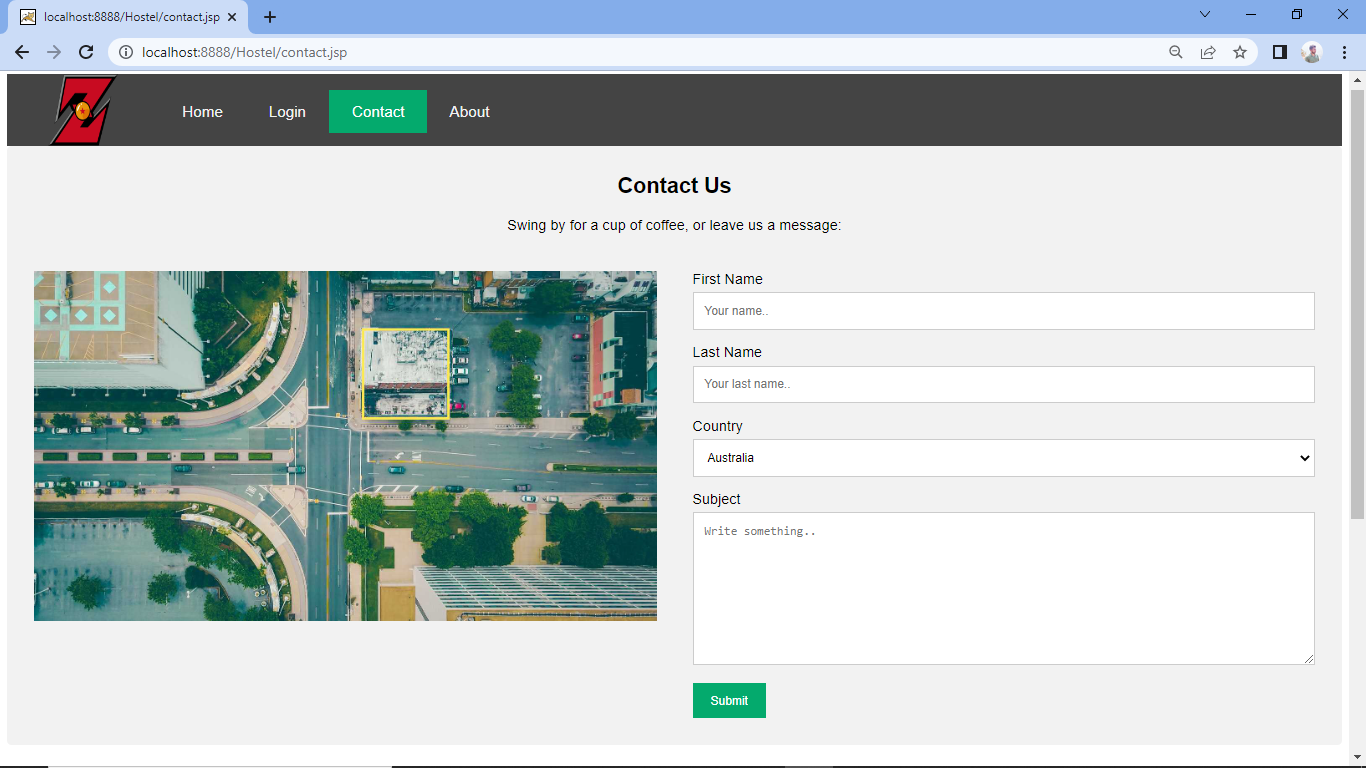 localhost:8888/Hostel/contact.jsp
localhost:8888/Hostel/contact.jsp
Home Login Contact About
Contact Us
Swing by for a cup of coffee, or leave us a message:
First Name
Your name..
Last Name
Your last name..
Country
Australia
Subject
Write something..
Submit